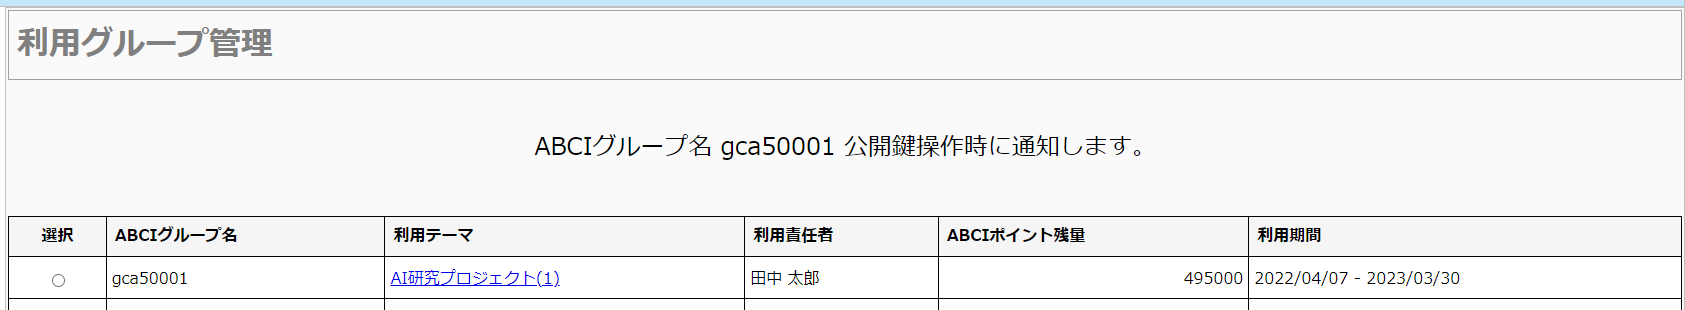 利用グループ管理
ABCIグループ名 gca50001 公開鍵操作時に通知します。
選択 ABCIグループ名 利用テーマ 利用責任者 ABCIポイント残量 利用期間
gca50001 AI研究プロジェクト(1) 田中 太郎 495000 2022/04/07 - 2023/03/30